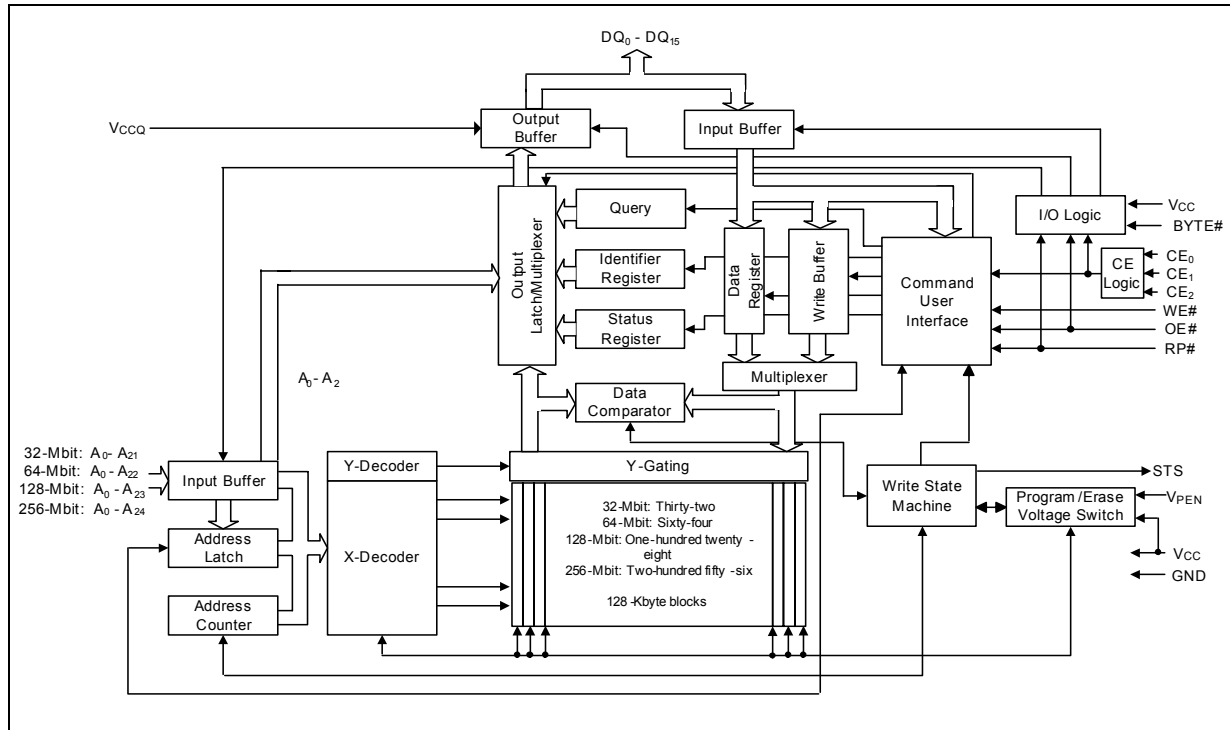 DQ0 - DQ15
VCCQ
Output
Buffer
Input Buffer
Output
Latch/Multiplexer
Query
Identifier
Register
Status
Register
Data
Register
Write Buffer
Command
User
Interface
I/O Logic
VCC
BYTE#
CE
Logic
CE0
CE1
CE2
WE#
OE#
RP#
A0- A2
Multiplexer
Data
Comparator
32-Mbit: A0- A21
64-Mbit: A0 - A22
128-Mbit: A0 - A23
256-Mbit: A0 - A24
Input Buffer
Address
Latch
Address
Counter
Y-Decoder
X-Decoder
Y-Gating
32-Mbit: Thirty-two
64-Mbit: Sixty-four
128-Mbit: One-hundred twenty -
eight
256-Mbit: Two-hundred fifty -six
128 -Kbyte blocks
Write State
Machine
STS
Program /Erase
Voltage Switch
VPEN
VCC
GND